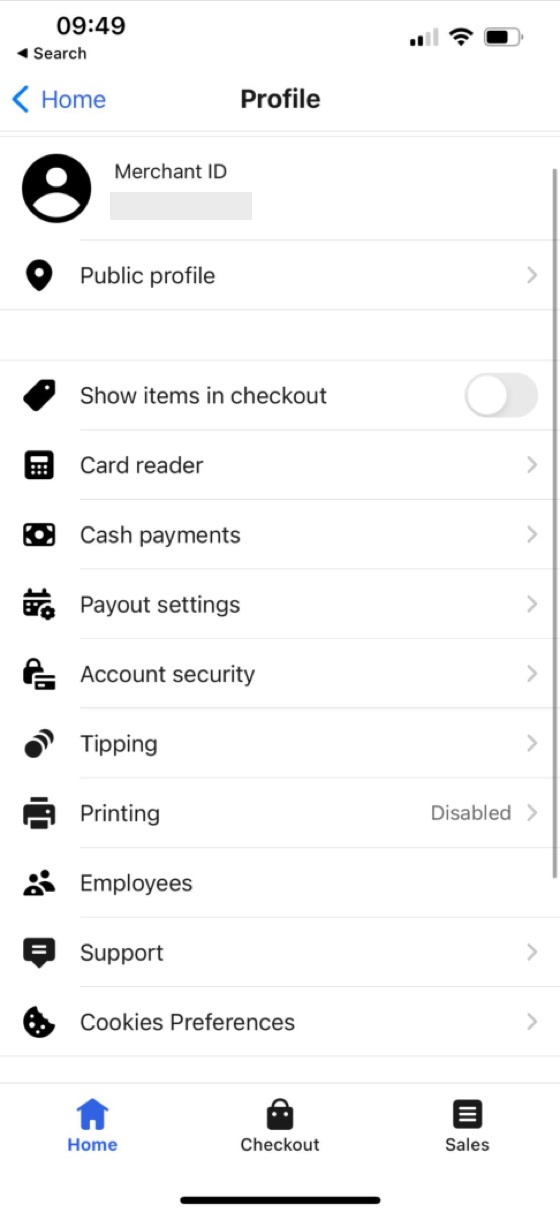 09:49
◀ Search
Home
Profile
Merchant ID
Public profile
Show items in checkout
Card reader
Cash payments
Payout settings
Account security
Tipping
Printing Disabled
Employees
Support
Cookies Preferences
Home Checkout Sales